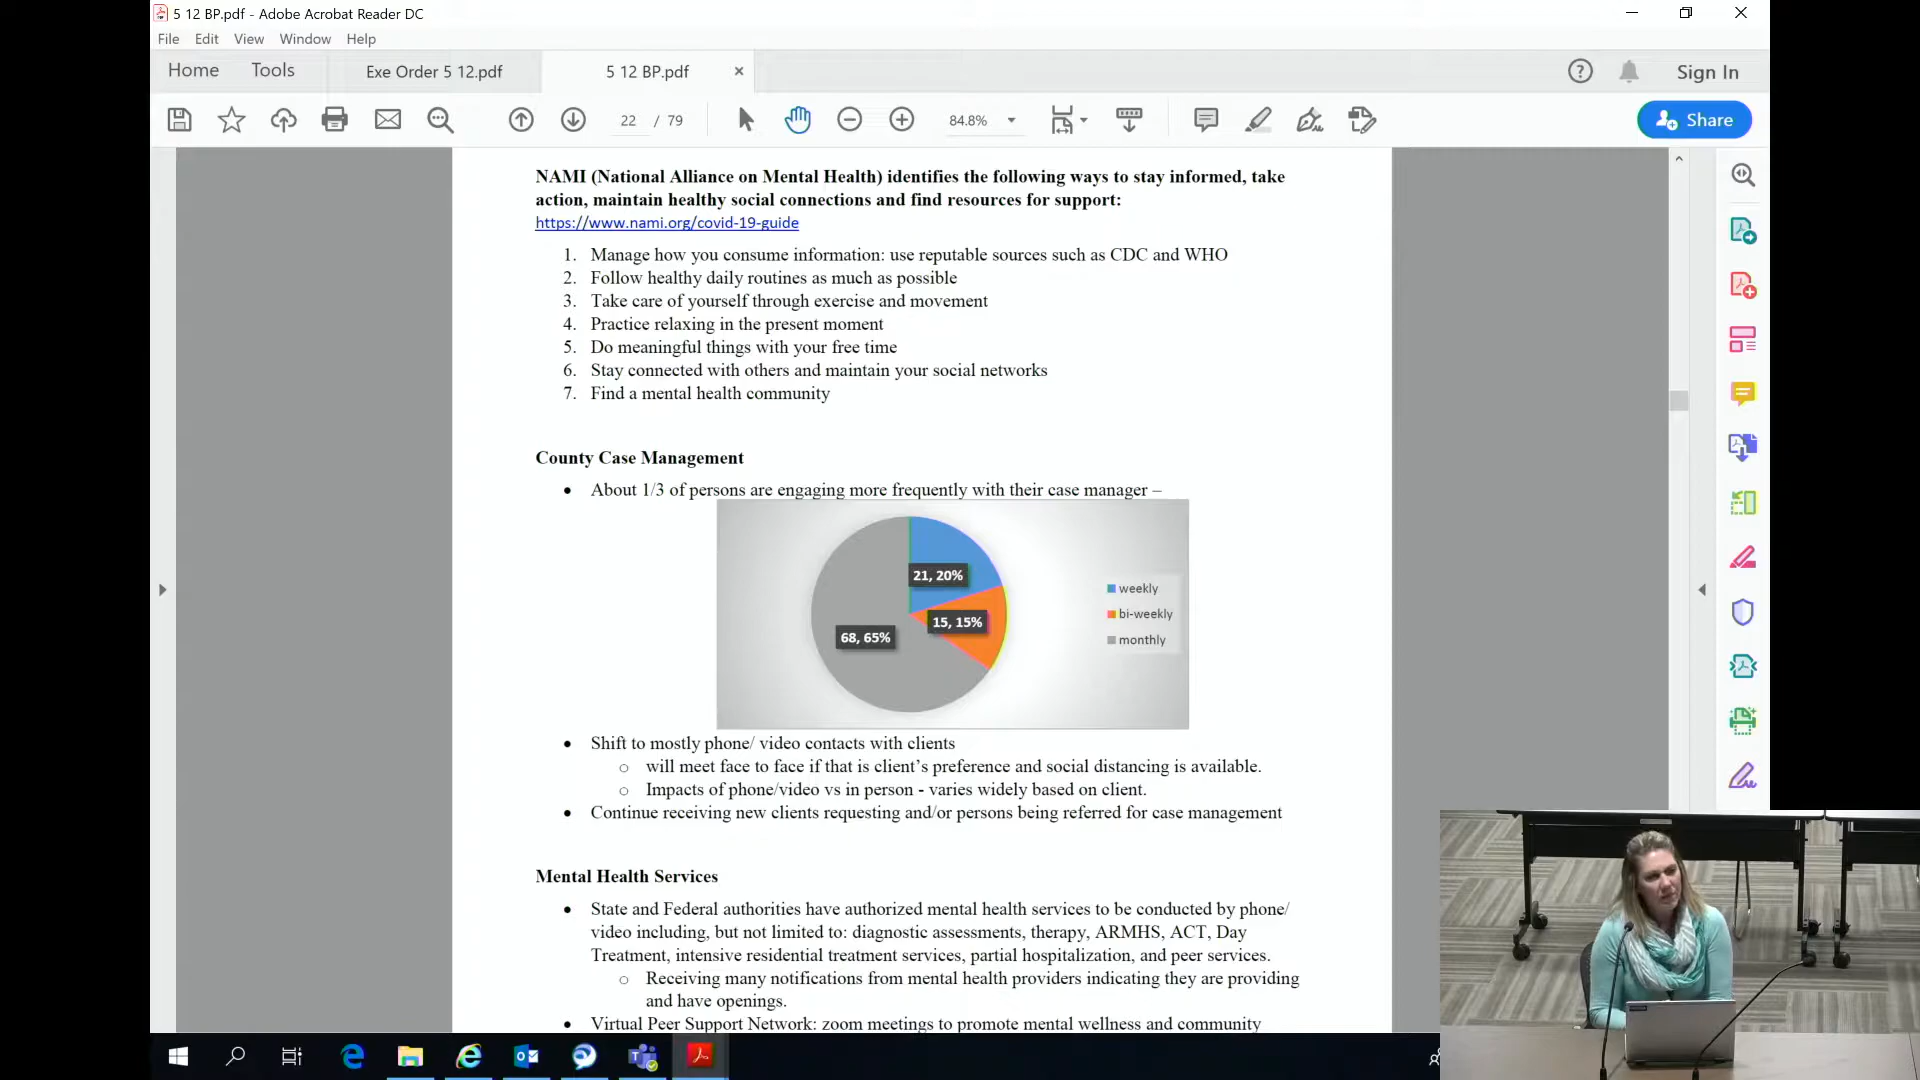 5 12 BP.pdf - Adobe Acrobat Reader DC
File Edit View Window Help
Home Tools Exe Order 5 12.pdf 5 12 BP.pdf × Sign In
22 / 79 84.8% Share
NAMI (National Alliance on Mental Health) identifies the following ways to stay informed, take
action, maintain healthy social connections and find resources for support:
https://www.nami.org/covid-19-guide
1. Manage how you consume information: use reputable sources such as CDC and WHO
2. Follow healthy daily routines as much as possible
3. Take care of yourself through exercise and movement
4. Practice relaxing in the present moment
5. Do meaningful things with your free time
6. Stay connected with others and maintain your social networks
7. Find a mental health community
County Case Management
• About 1/3 of persons are engaging more frequently with their case manager –
21, 20%
15, 15%
68, 65%
weekly
bi-weekly
monthly
• Shift to mostly phone/ video contacts with clients
○ will meet face to face if that is client’s preference and social distancing is available.
○ Impacts of phone/video vs in person - varies widely based on client.
• Continue receiving new clients requesting and/or persons being referred for case management
Mental Health Services
• State and Federal authorities have authorized mental health services to be conducted by phone/
video including, but not limited to: diagnostic assessments, therapy, ARMHS, ACT, Day
Treatment, intensive residential treatment services, partial hospitalization, and peer services.
○ Receiving many notifications from mental health providers indicating they are providing
and have openings.
• Virtual Peer Support Network: zoom meetings to promote mental wellness and community